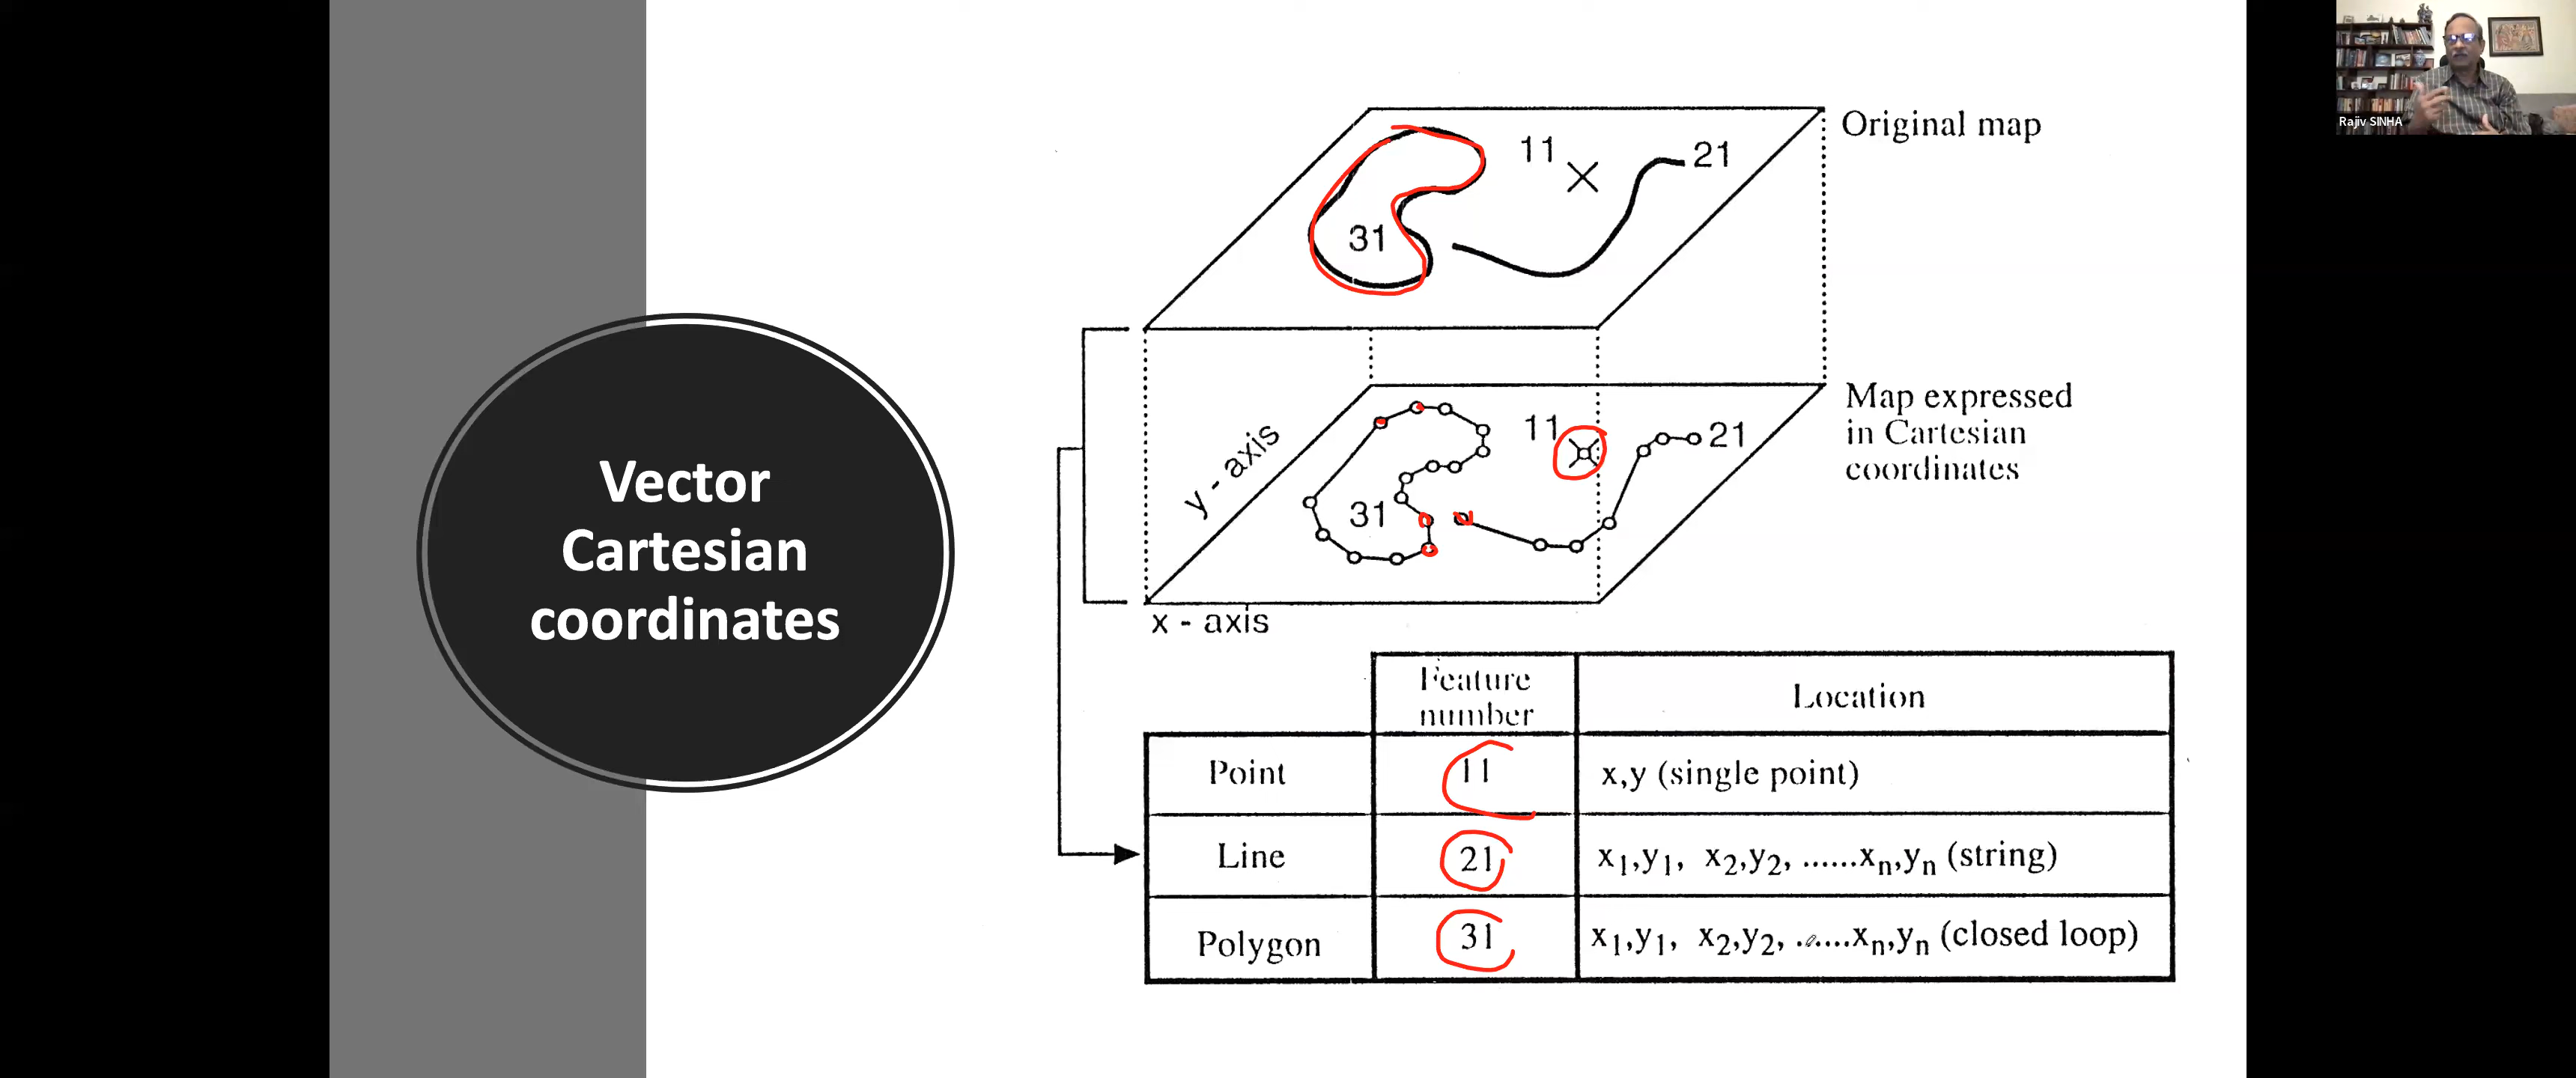 Rajiv SINHA
Vector
Cartesian
coordinates
Original map
11
21
31
Map expressed
in Cartesian
coordinates
11
21
31
y - axis
x - axis
Feature
number
Location
Point
11
x,y (single point)
Line
21
x₁,y₁, x₂,y₂, ......xₙ,yₙ (string)
Polygon
31
x₁,y₁, x₂,y₂, ......xₙ,yₙ (closed loop)